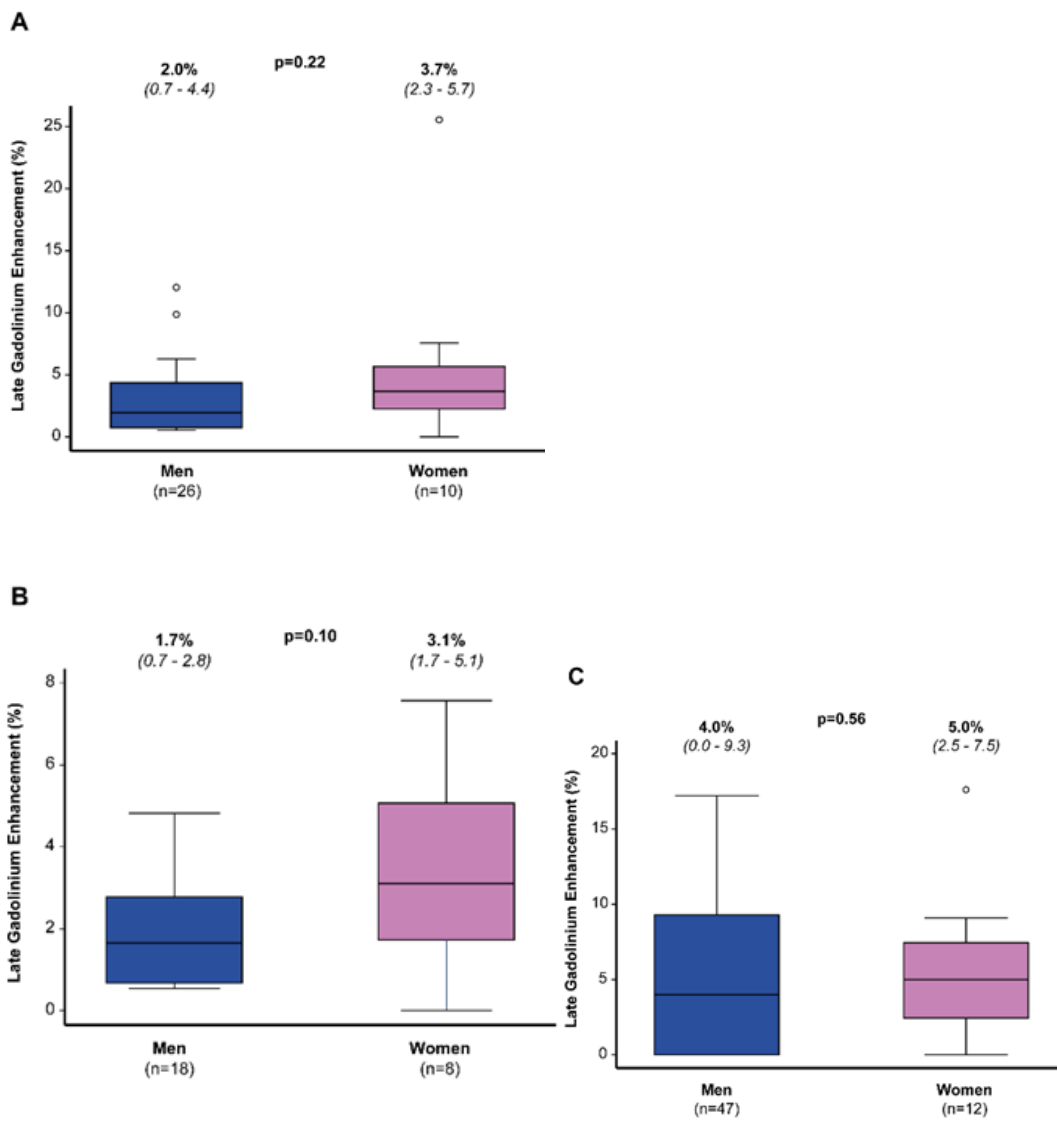 A
2.0%
p=0.22
3.7%
(0.7 - 4.4)
(2.3 - 5.7)
Late Gadolinium Enhancement (%)
25
20
15
10
5
0
Men
Women
(n=26)
(n=10)
B
1.7%
p=0.10
3.1%
(0.7 - 2.8)
(1.7 - 5.1)
Late Gadolinium Enhancement (%)
8
6
4
2
0
Men
Women
(n=18)
(n=8)
C
4.0%
p=0.56
5.0%
(0.0 - 9.3)
(2.5 - 7.5)
Late Gadolinium Enhancement (%)
20
15
10
5
0
Men
Women
(n=47)
(n=12)